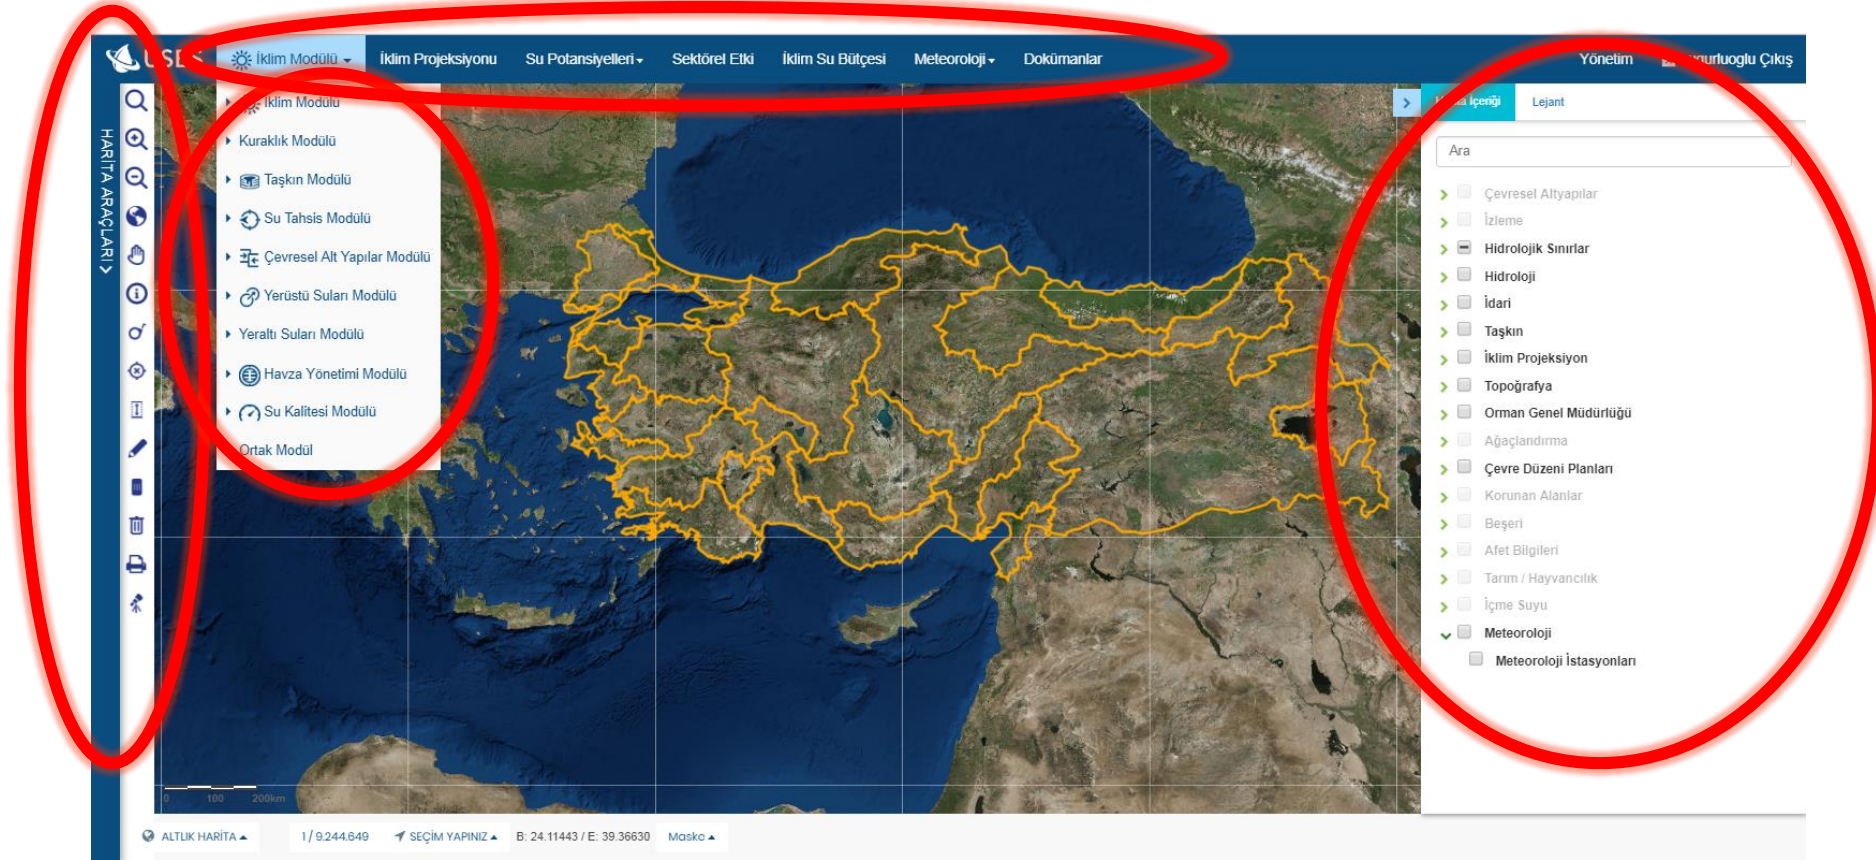 USES İklim Modülü İklim Projeksiyonu Su Potansiyelleri Sektörel Etki İklim Su Bütçesi Meteoroloji Dokümanlar Yönetim Çıkış
HARİTA ARAÇLARI
İklim Modülü
Kuraklık Modülü
Taşkın Modülü
Su Tahsis Modülü
Çevresel Alt Yapılar Modülü
Yerüstü Suları Modülü
Yeraltı Suları Modülü
Havza Yönetimi Modülü
Su Kalitesi Modülü
Ortak Modül
İçeriği Lejant
Ara
Çevresel Altyapılar
İzleme
Hidrolojik Sınırlar
Hidroloji
İdari
Taşkın
İklim Projeksiyon
Topoğrafya
Orman Genel Müdürlüğü
Ağaçlandırma
Çevre Düzeni Planları
Korunan Alanlar
Beşeri
Afet Bilgileri
Tarım / Hayvancılık
İçme Suyu
Meteoroloji
Meteoroloji İstasyonları
0 100 200km
ALTLIK HARİTA 1 / 9.244.649 SEÇİM YAPINIZ B: 24.11443 / E: 39.36630 Maske